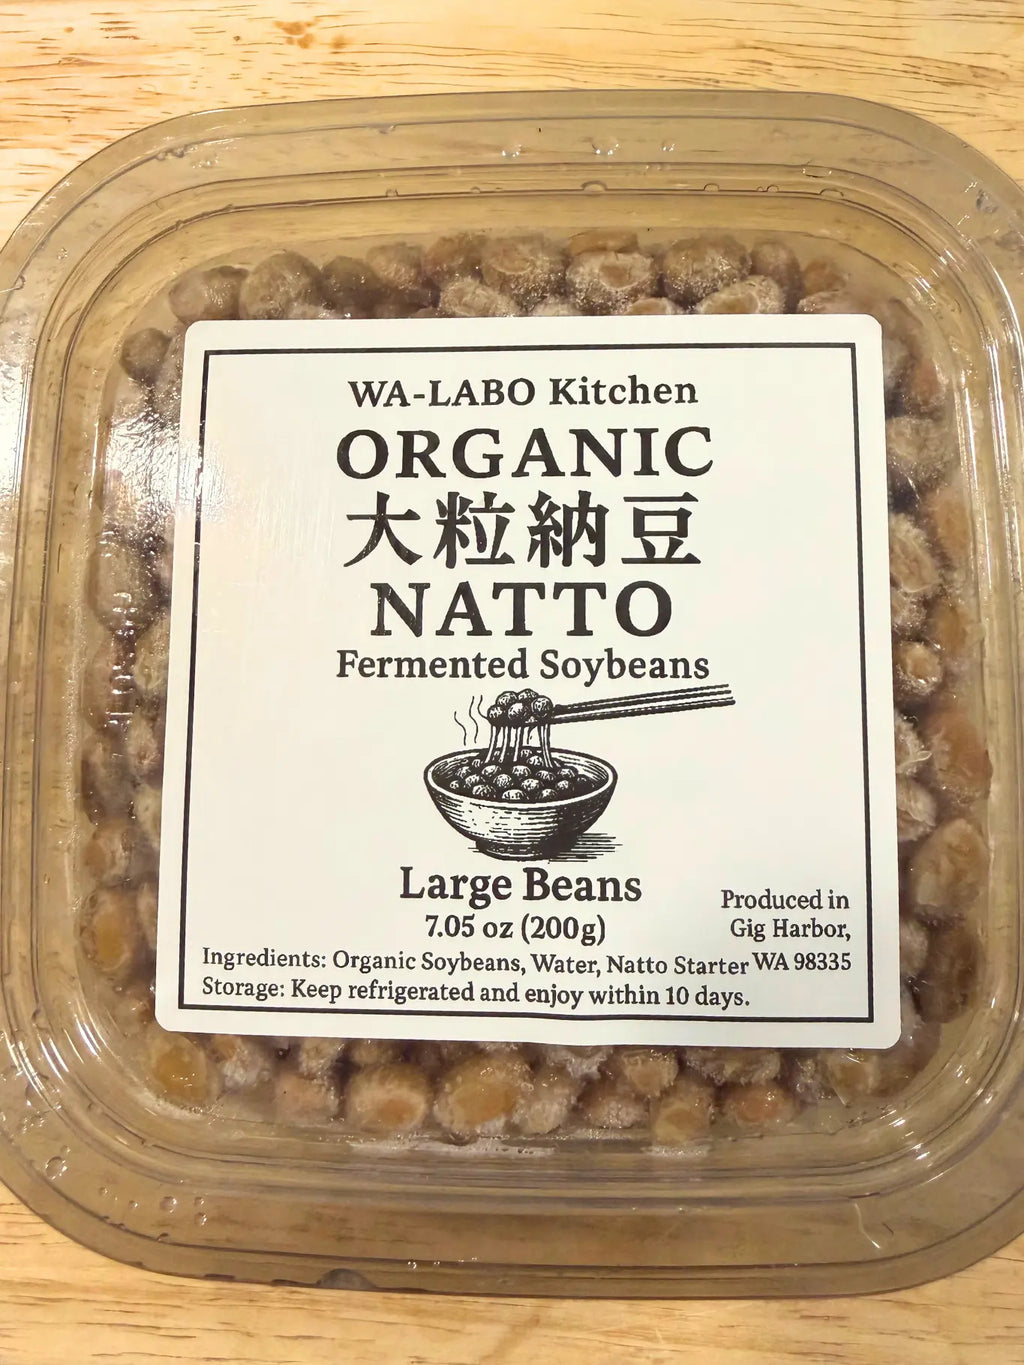 WA-LABO Kitchen
ORGANIC
大粒納豆
NATTO
Fermented Soybeans
Large Beans
7.05 oz (200g)
Produced in
Gig Harbor,
WA 98335
Ingredients: Organic Soybeans, Water, Natto Starter
Storage: Keep refrigerated and enjoy within 10 days.